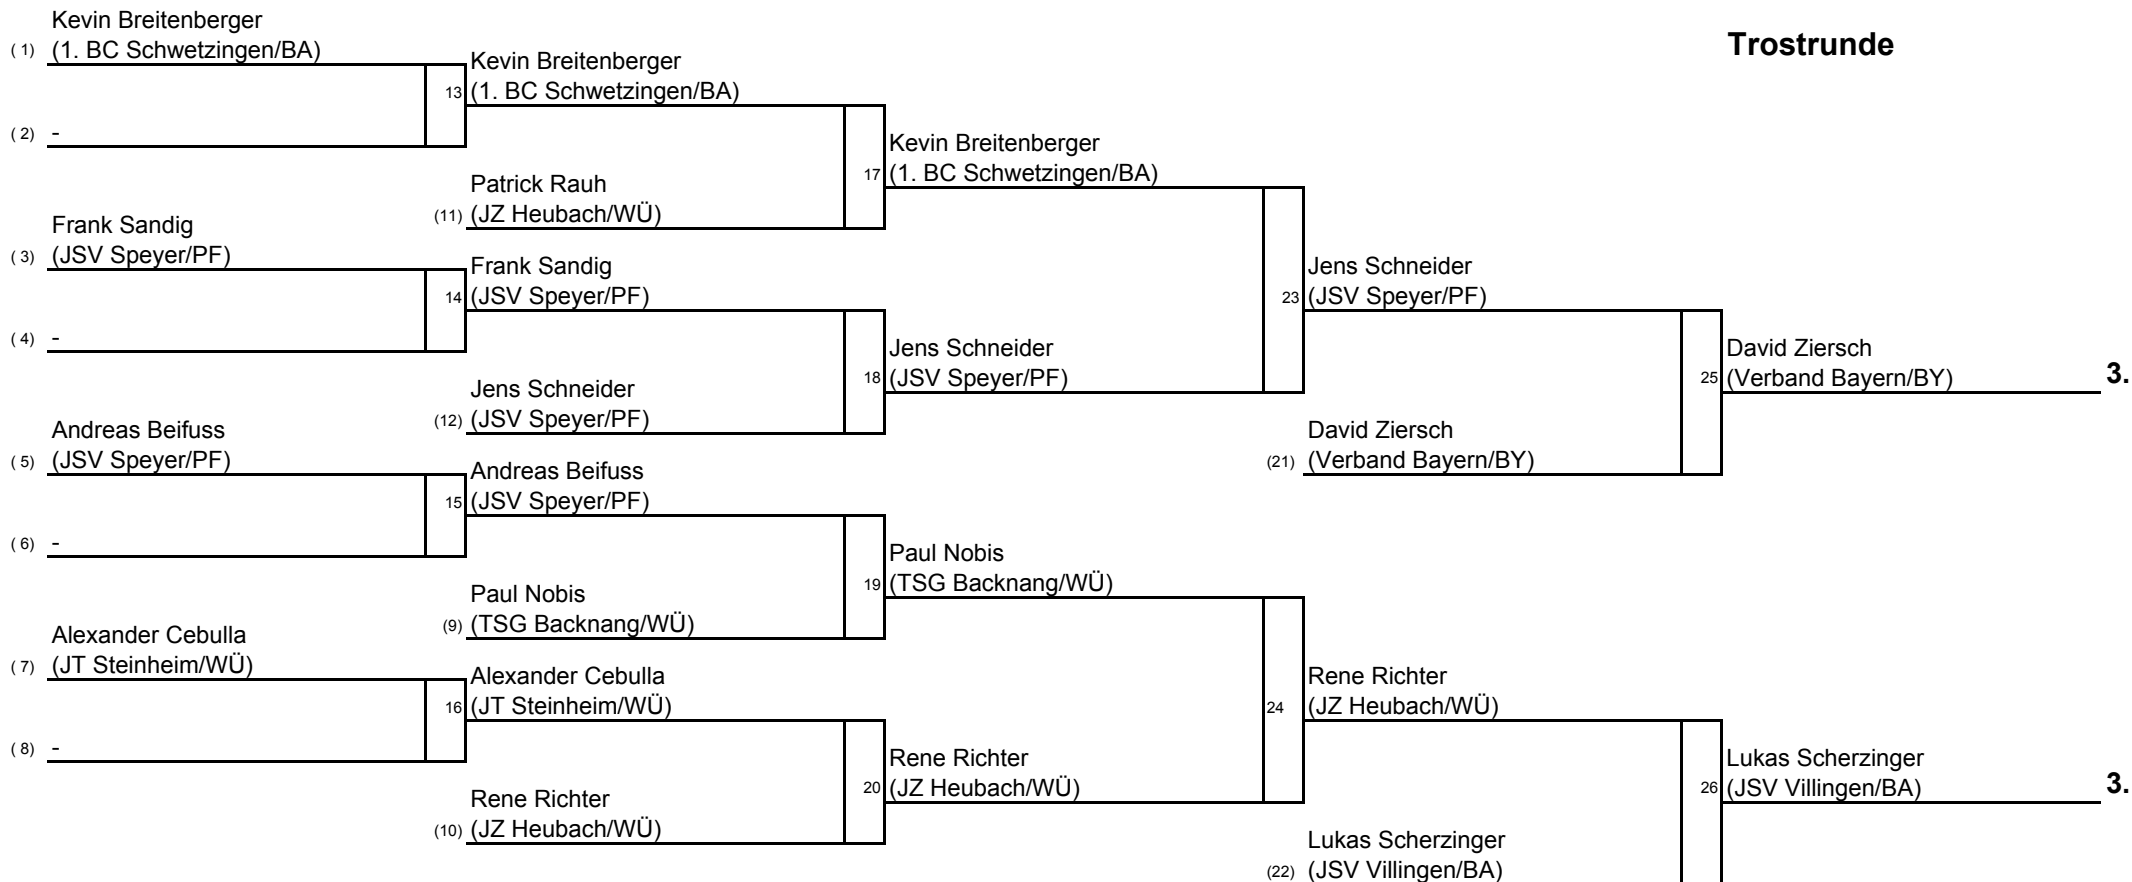 Trostrunde
Kevin Breitenberger
( 1) (1. BC Schwetzingen/BA)
( 2) -
Frank Sandig
( 3) (JSV Speyer/PF)
( 4) -
Andreas Beifuss
( 5) (JSV Speyer/PF)
( 6) -
Alexander Cebulla
( 7) (JT Steinheim/WÜ)
( 8) -
Kevin Breitenberger
13 (1. BC Schwetzingen/BA)
Patrick Rauh
(11) (JZ Heubach/WÜ)
Frank Sandig
14 (JSV Speyer/PF)
Jens Schneider
(12) (JSV Speyer/PF)
Andreas Beifuss
15 (JSV Speyer/PF)
Paul Nobis
(9) (TSG Backnang/WÜ)
Alexander Cebulla
16 (JT Steinheim/WÜ)
Rene Richter
(10) (JZ Heubach/WÜ)
Kevin Breitenberger
17 (1. BC Schwetzingen/BA)
Jens Schneider
18 (JSV Speyer/PF)
Paul Nobis
19 (TSG Backnang/WÜ)
Rene Richter
20 (JZ Heubach/WÜ)
Jens Schneider
23 (JSV Speyer/PF)
David Ziersch
(21) (Verband Bayern/BY)
Rene Richter
24 (JZ Heubach/WÜ)
Lukas Scherzinger
(22) (JSV Villingen/BA)
David Ziersch
25 (Verband Bayern/BY) 3.
Lukas Scherzinger
26 (JSV Villingen/BA) 3.